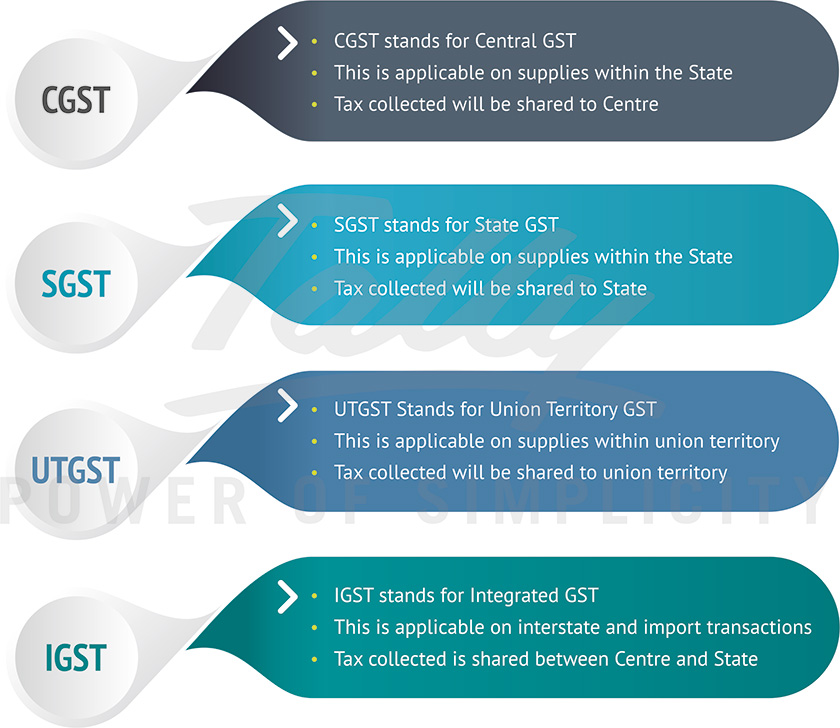 CGST
CGST stands for Central GST
This is applicable on supplies within the State
Tax collected will be shared to Centre
SGST
SGST stands for State GST
This is applicable on supplies within the State
Tax collected will be shared to State
Tally
UTGST
UTGST Stands for Union Territory GST
This is applicable on supplies within union territory
Tax collected will be shared to union territory
POWER OF SIMPLICITY
IGST
IGST stands for Integrated GST
This is applicable on interstate and import transactions
Tax collected is shared between Centre and State